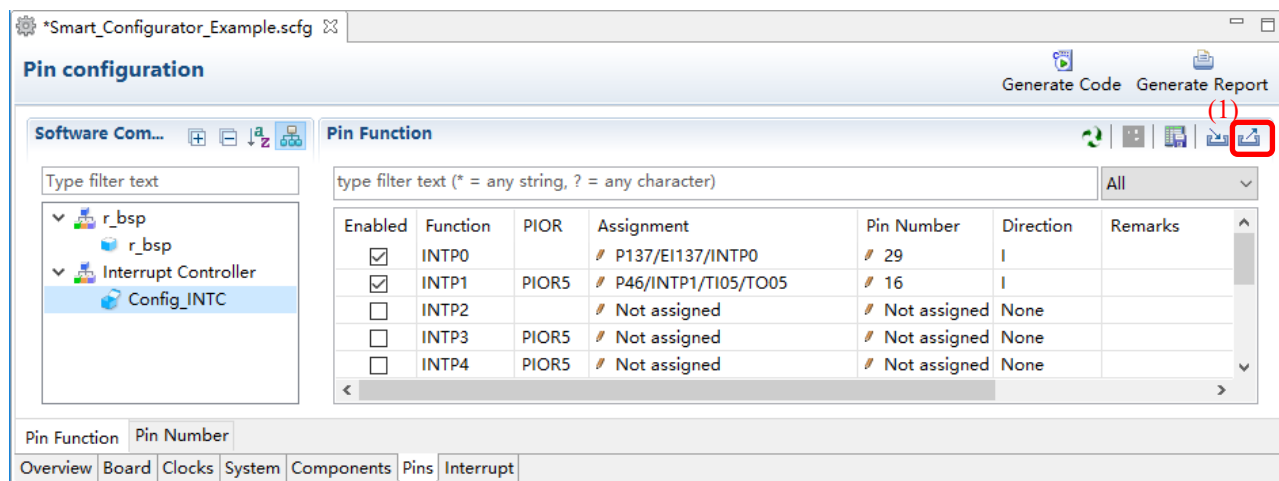 *Smart_Configurator_Example.scfg
Pin configuration
Generate Code Generate Report
(1)
Software Com...
Pin Function
Type filter text
type filter text (* = any string, ? = any character)
All
r_bsp
r_bsp
Interrupt Controller
Config_INTC
Enabled Function PIOR Assignment Pin Number Direction Remarks
INTP0 P137/EI137/INTP0 29 I
INTP1 PIOR5 P46/INTP1/TI05/TO05 16 I
INTP2 Not assigned Not assigned None
INTP3 PIOR5 Not assigned Not assigned None
INTP4 PIOR5 Not assigned Not assigned None
Pin Function Pin Number
Overview Board Clocks System Components Pins Interrupt